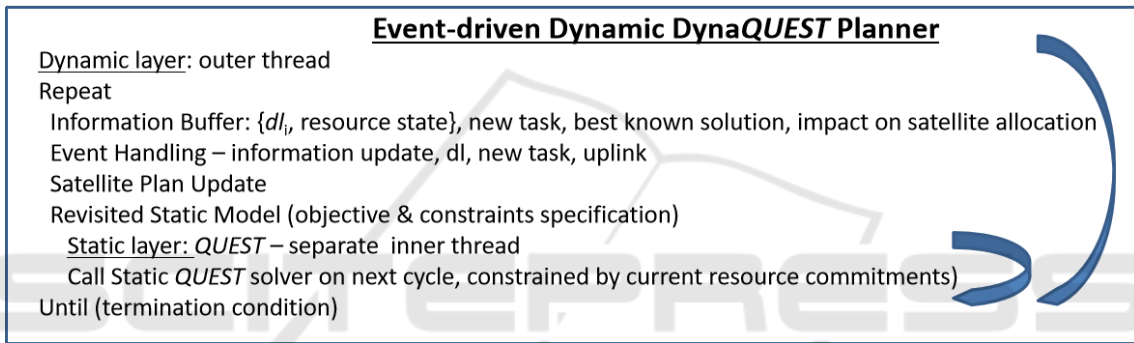 Event-driven Dynamic DynaQUEST Planner
Dynamic layer: outer thread
Repeat
Information Buffer: {dli, resource state}, new task, best known solution, impact on satellite allocation
Event Handling – information update, dl, new task, uplink
Satellite Plan Update
Revisited Static Model (objective & constraints specification)
Static layer: QUEST – separate inner thread
Call Static QUEST solver on next cycle, constrained by current resource commitments)
Until (termination condition)
SCITEPRESS